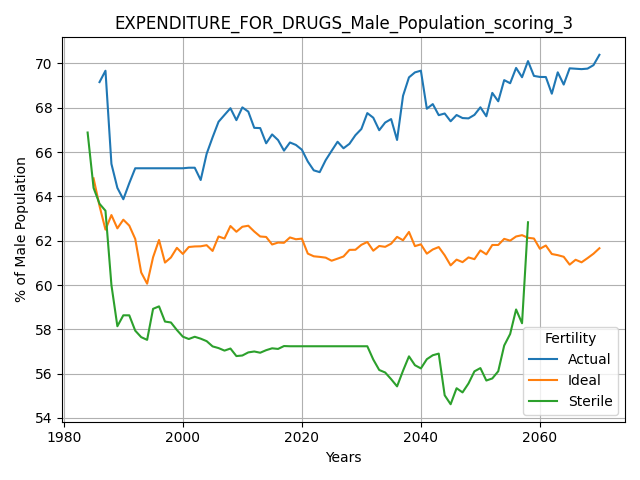 EXPENDITURE_FOR_DRUGS_Male_Population_scoring_3
% of Male Population
70
68
66
64
62
60
58
56
54
1980
2000
2020
2040
2060
Years
Fertility
Actual
Ideal
Sterile